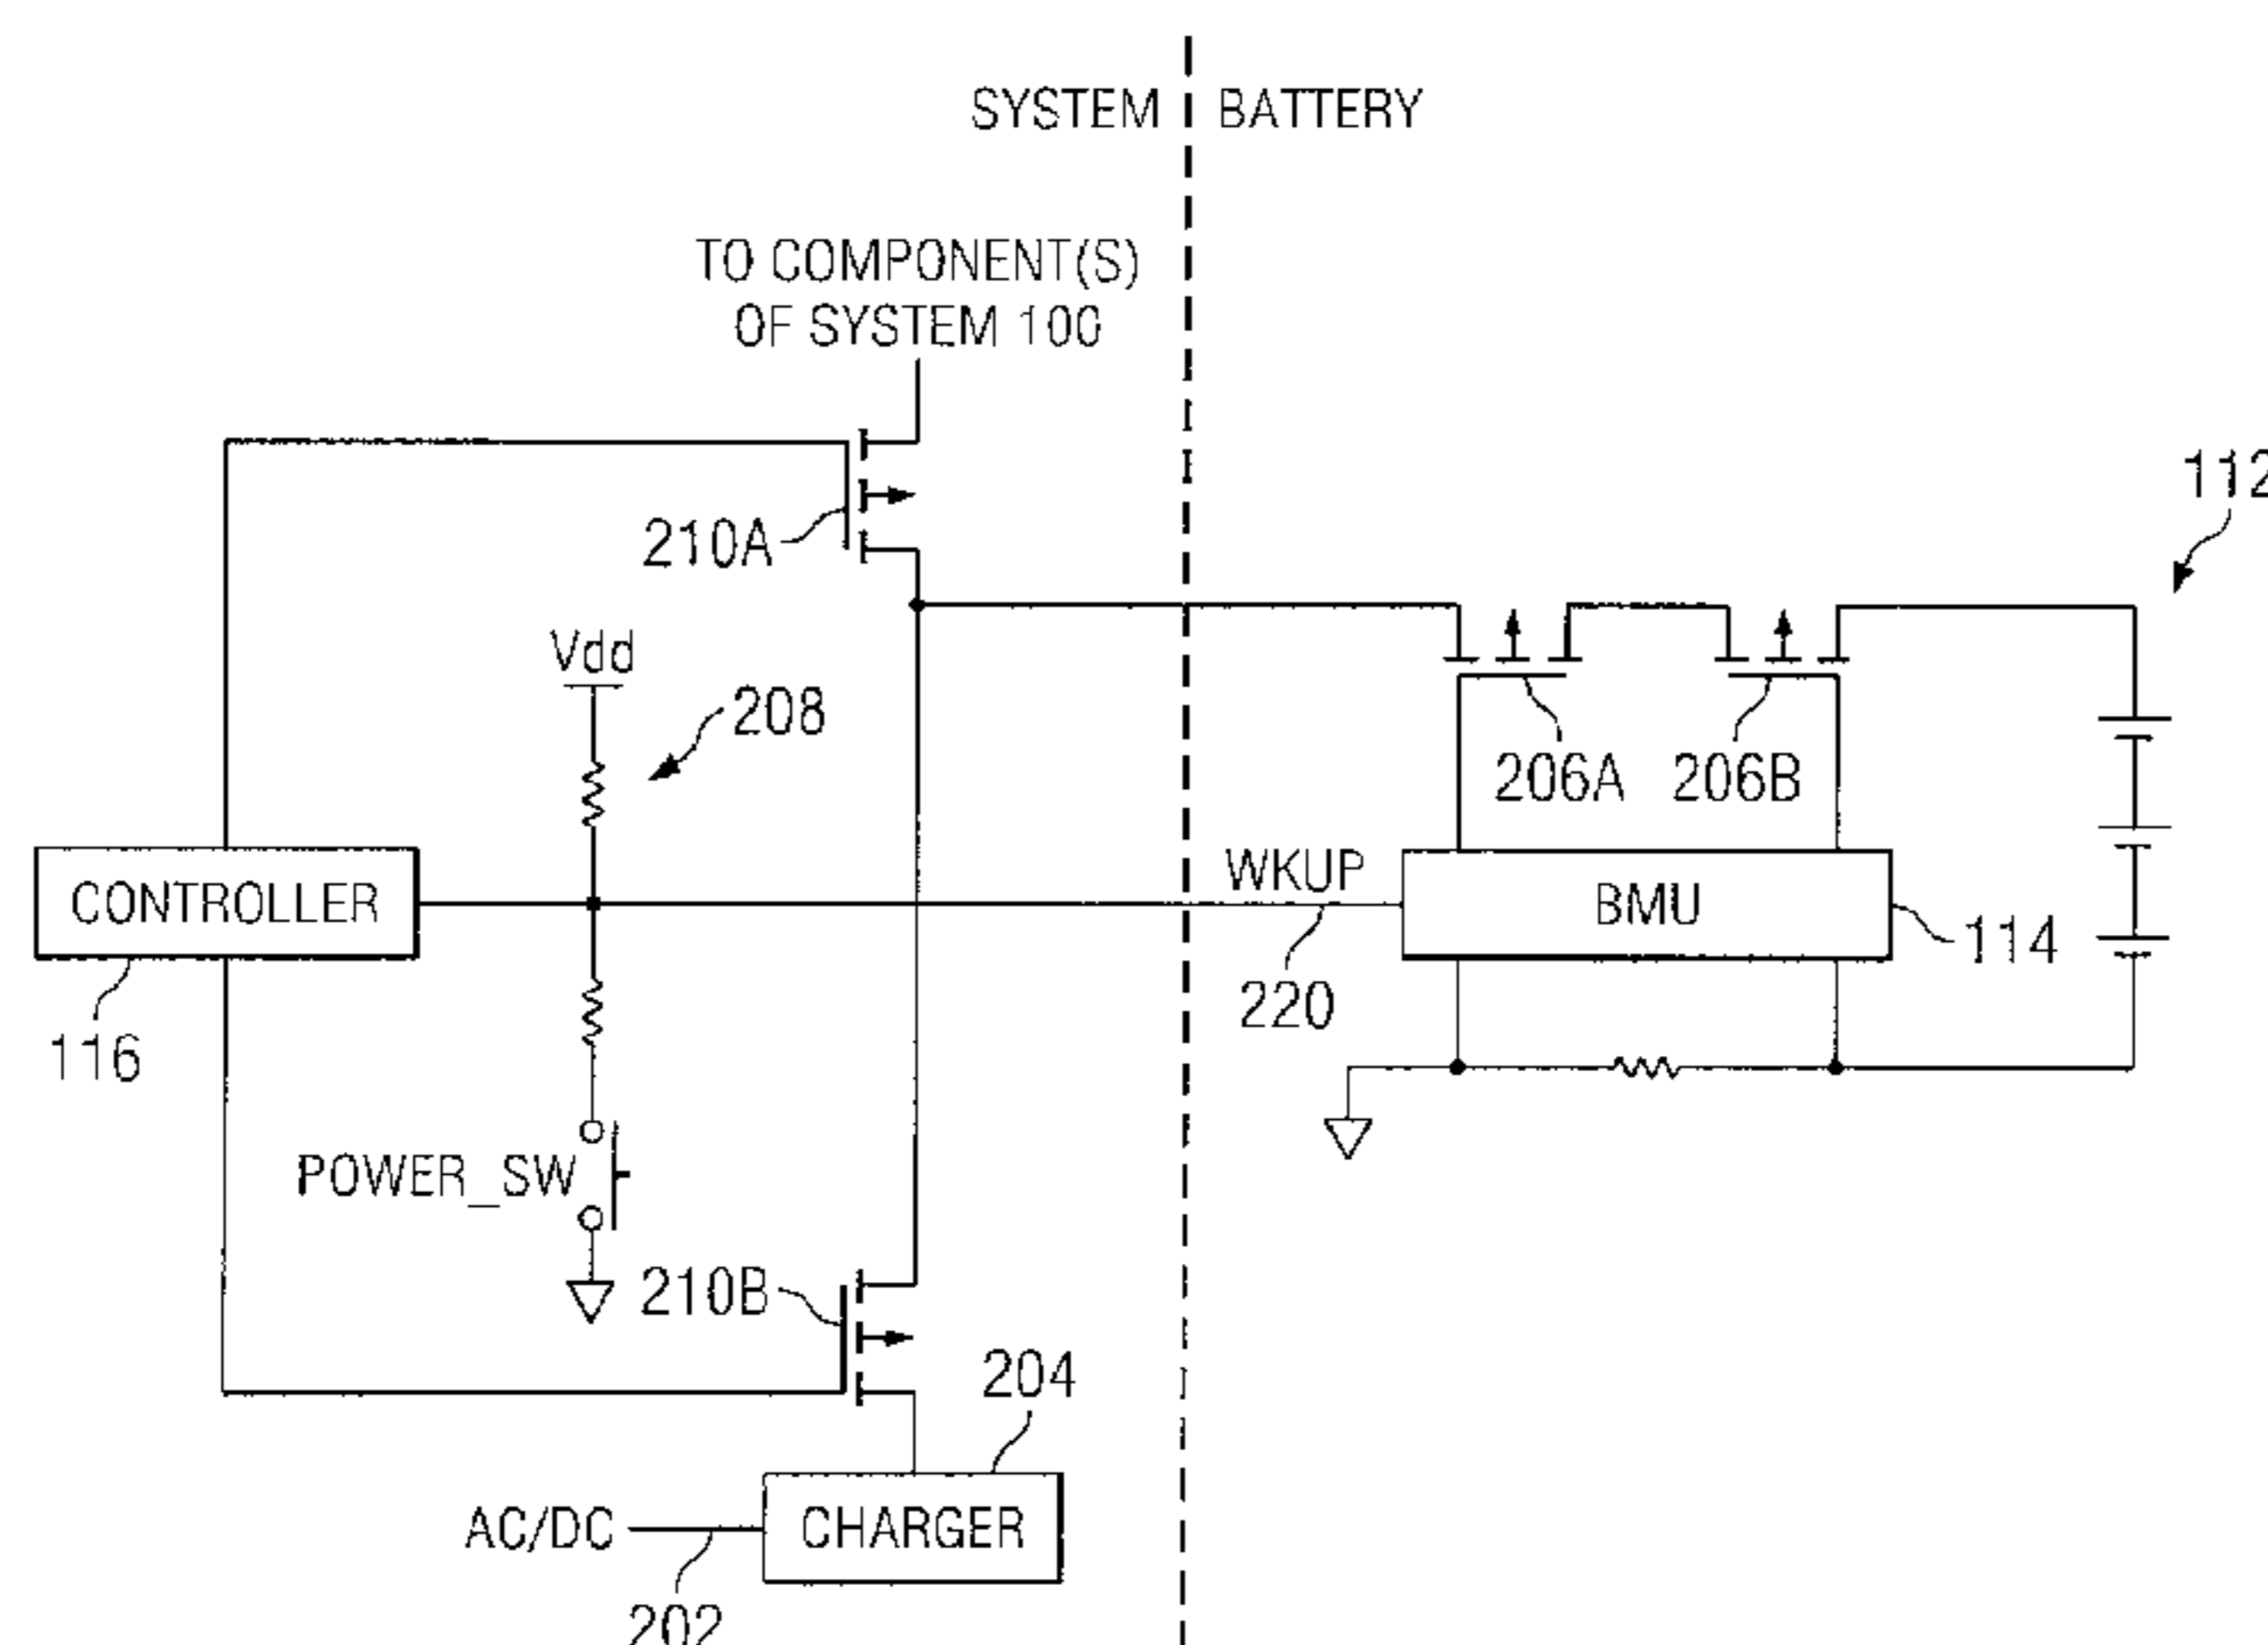 SYSTEM BATTERY
TO COMPONENT(S)
OF SYSTEM 100
112
210A
Vdd
208
206A 206B
CONTROLLER
WKUP
BMU
114
220
116
POWER_SW
210B
204
AC/DC
CHARGER
202